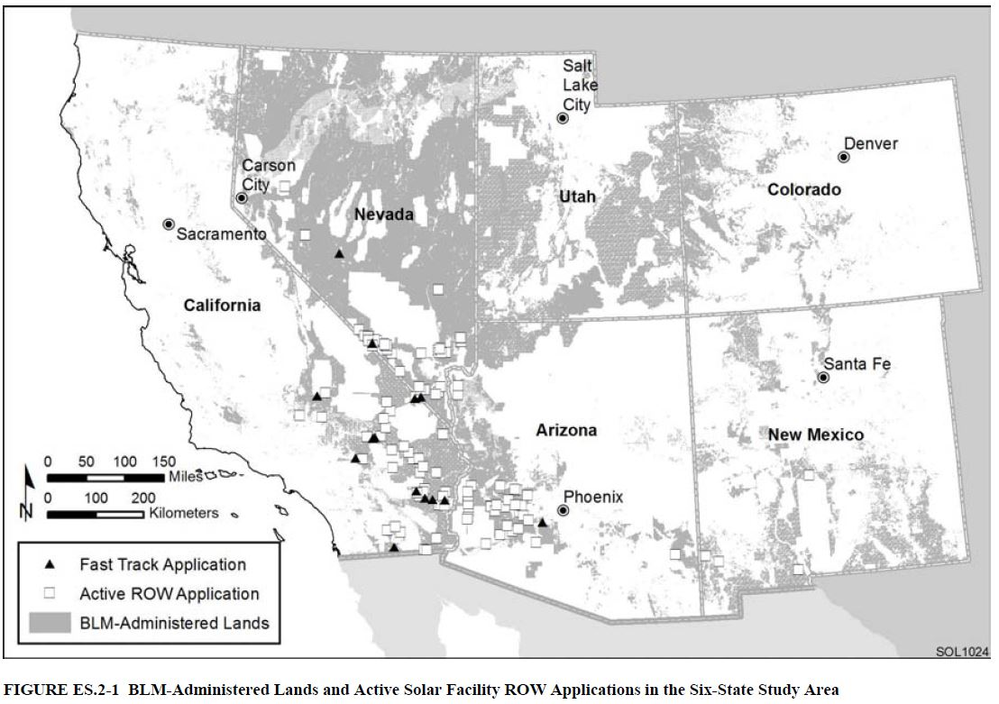 Salt
Lake
City
Denver
Carson
City
Colorado
Utah
Nevada
Sacramento
California
Santa Fe
Arizona
New Mexico
0 50 100 150
Miles
0 100 200
Kilometers
N
Phoenix
Fast Track Application
Active ROW Application
BLM-Administered Lands
SOL1024
FIGURE ES.2-1 BLM-Administered Lands and Active Solar Facility ROW Applications in the Six-State Study Area